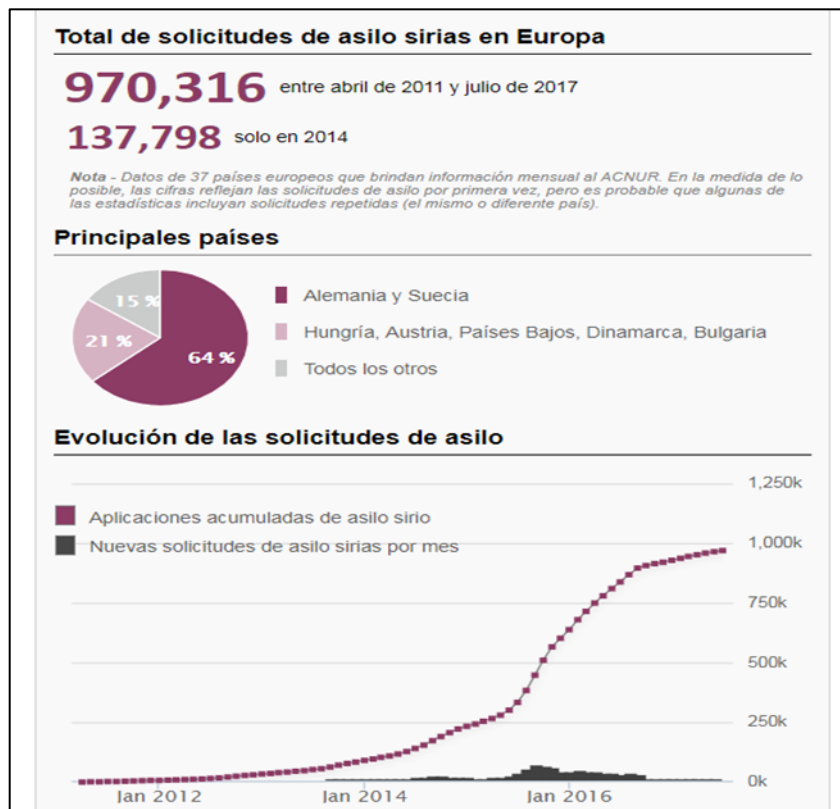 Total de solicitudes de asilo sirias en Europa
970,316 entre abril de 2011 y julio de 2017
137,798 solo en 2014
Nota - Datos de 37 países europeos que brindan información mensual al ACNUR. En la medida de lo
posible, las cifras reflejan las solicitudes de asilo por primera vez, pero es probable que algunas de
las estadísticas incluyan solicitudes repetidas (el mismo o diferente país).
Principales países
15 %
21 %
64 %
Alemania y Suecia
Hungría, Austria, Países Bajos, Dinamarca, Bulgaria
Todos los otros
Evolución de las solicitudes de asilo
Aplicaciones acumuladas de asilo sirio
Nuevas solicitudes de asilo sirias por mes
1,250k
1,000k
750k
500k
250k
0k
Jan 2012
Jan 2014
Jan 2016